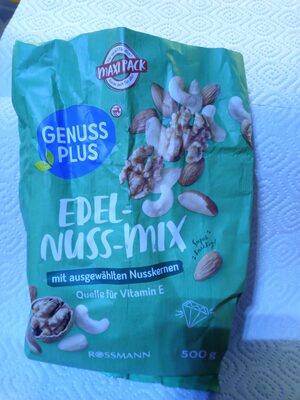 MAXI PACK
GENUSS
PLUS
EDEL-
NUSS-MIX
mit ausgewählten Nusskernen
Quelle für Vitamin E
ROSSMANN
500 g